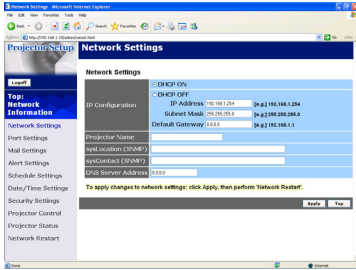 Network Settings - Microsoft Internet Explorer
File Edit View Favorites Tools Help
Back Search Favorites
Projector Setup Network Settings
Logoff
Top:
Network
Information
Network Settings
Port Settings
Mail Settings
Alert Settings
Schedule Settings
Date/Time Settings
Security Settings
Projector Control
Projector Status
Network Restart
Network Settings
IP Configuration
DHCP ON
DHCP OFF
IP Address 192.168.1.254 [e.g.] 192.168.1.254
Subnet Mask 255.255.255.0 [e.g.] 255.255.255.0
Default Gateway 0.0.0.0 [e.g.] 192.168.1.1
Projector Name
sysLocation (SNMP)
sysContact (SNMP)
DNS Server Address 0.0.0.0
To apply changes to network settings: click Apply, then perform 'Network Restart'.
Apply Top
Done Internet